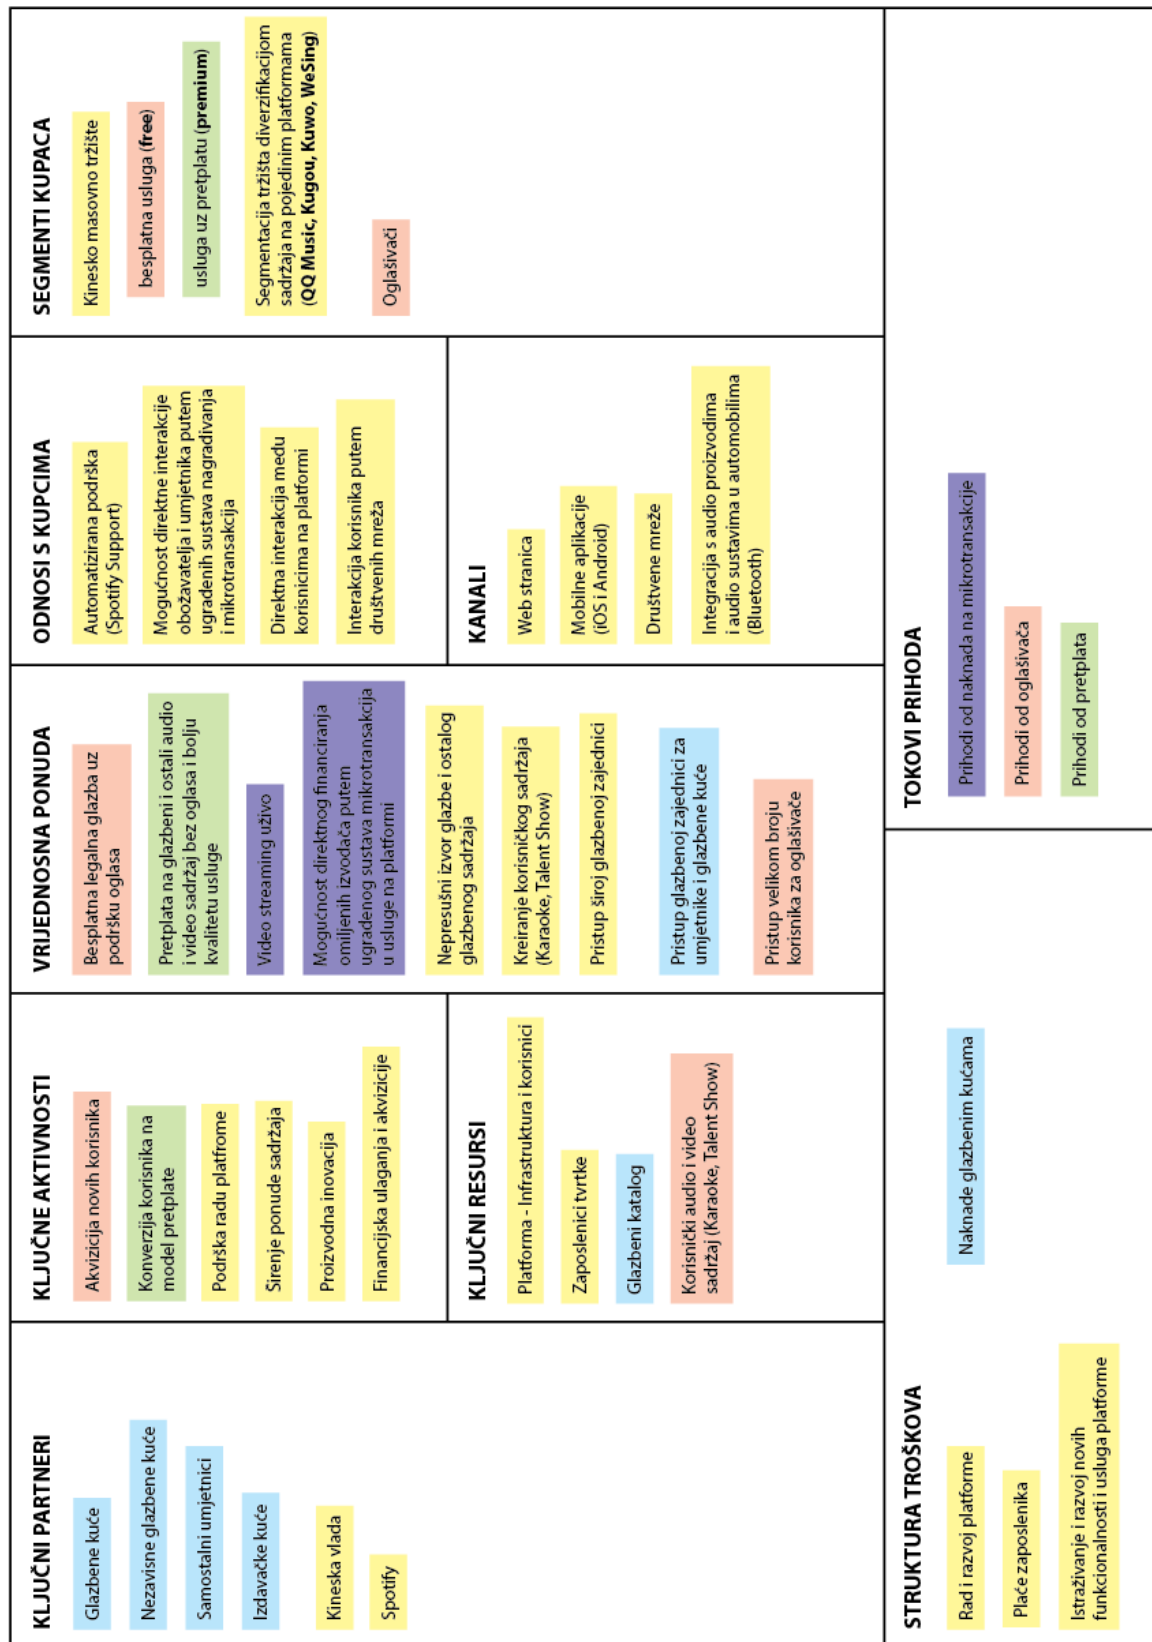 KLJUČNI PARTNERI
Glazbene kuće
Nezavisne glazbene kuće
Samostalni umjetnici
Izdavačke kuće
Kineska vlada
Spotify
KLJUČNE AKTIVNOSTI
Akvizicija novih korisnika
Konverzija korisnika na
model pretplate
Podrška radu platfrome
Širenje ponude sadržaja
Proizvodna inovacija
Financijska ulaganja i akvizicije
KLJUČNI RESURSI
Platforma - Infrastruktura i korisnici
Zaposlenici tvrtke
Glazbeni katalog
Korisnički audio i video
sadržaj (Karaoke, Talent Show)
VRIJEDNOSNA PONUDA
Besplatna legalna glazba uz
podršku oglasa
Pretplata na glazbeni i ostali audio
i video sadržaj bez oglasa i bolju
kvalitetu usluge
Video streaming uživo
Mogućnost direktnog financiranja
omiljenih izvođača putem
ugrađenog sustava mikrotransakcija
u usluge na platformi
Nepresušni izvor glazbe i ostalog
glazbenog sadržaja
Kreiranje korisničkog sadržaja
(Karaoke, Talent Show)
Pristup široj glazbenoj zajednici
Pristup glazbenoj zajednici za
umjetnike i glazbene kuće
Pristup velikom broju
korisnika za oglašivače
ODNOSI S KUPCIMA
Automatizirana podrška
(Spotify Support)
Mogućnost direktne interakcije
obožavatelja i umjetnika putem
ugrađenih sustava nagrađivanja
i mikrotransakcija
Direktna interakcija među
korisnicima na platformi
Interakcija korisnika putem
društvenih mreža
KANALI
Web stranica
Mobilne aplikacije
(iOS i Android)
Društvene mreže
Integracija s audio proizvodima
i audio sustavima u automobilima
(Bluetooth)
SEGMENTI KUPACA
Kinesko masovno tržište
besplatna usluga (free)
usluga uz pretplatu (premium)
Segmentacija tržišta diverzifikacijom
sadržaja na pojedinim platformama
(QQ Music, Kugou, Kuwo, WeSing)
Oglašivači
STRUKTURA TROŠKOVA
Rad i razvoj platforme
Plaće zaposlenika
Istraživanje i razvoj novih
funkcionalnosti i usluga platforme
Naknade glazbenim kućama
TOKOVI PRIHODA
Prihodi od naknada na mikrotransakcije
Prihodi od oglašivača
Prihodi od pretplata